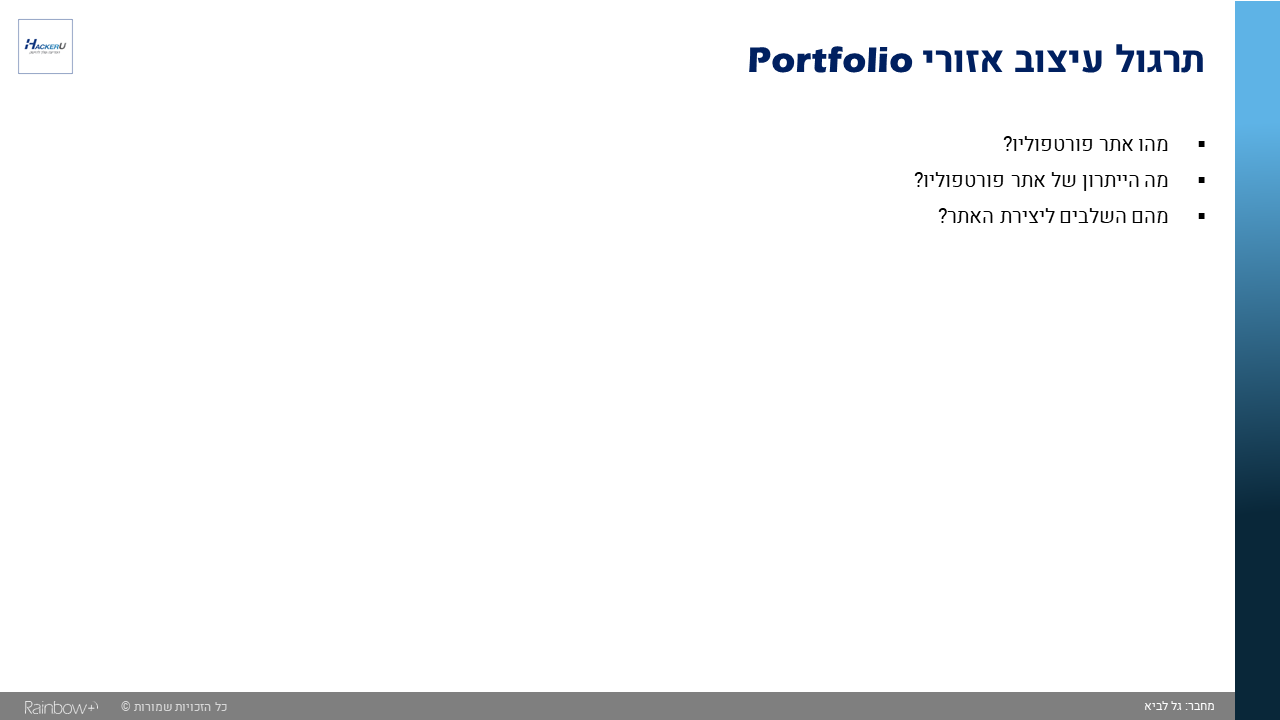 HACKERU
תרגול עיצוב אזורי Portfolio
▪ מהו אתר פורטפוליו?
▪ מה הייתרון של אתר פורטפוליו?
▪ מהם השלבים ליצירת האתר?
מחבר: גל לביא
כל הזכויות שמורות ©
Rainbow+